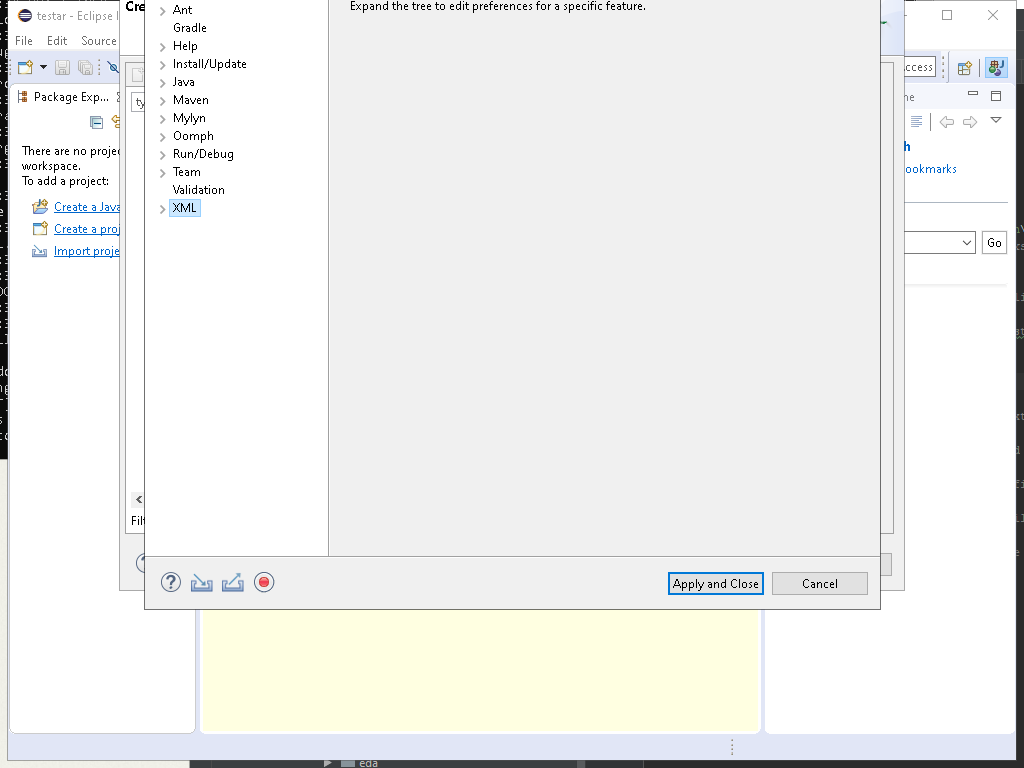 testar - Eclipse I
File Edit Source
Package Exp...
There are no projec
workspace.
To add a project:
Create a Java
Create a proj
Import proje
Cre
ty
Filt
Ant
Gradle
Help
Install/Update
Java
Maven
Mylyn
Oomph
Run/Debug
Team
Validation
XML
Expand the tree to edit preferences for a specific feature.
Apply and Close
Cancel
ccess
ne
h
ookmarks
Go
eda